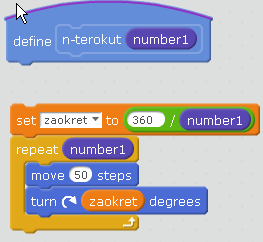 define n-terokut number1
set zaokret to 360 / number1
repeat number1
move 50 steps
turn zaokret degrees